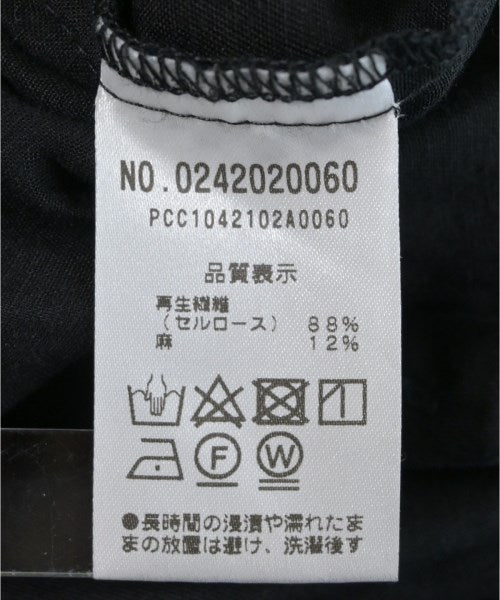 NO.0242020060
PCC1042102A0060
品質表示
再生繊維
(セルロース) 88%
麻 12%
F W
●長時間の浸漬や濡れたま
まの放置は避け、洗濯後す